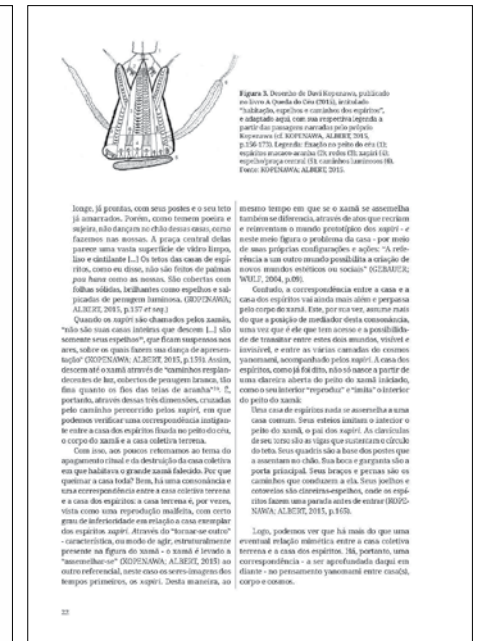 Figura 3. Desenho de Davi Kopenawa, publicado
no livro A Queda do Céu (2015), intitulado
"habitação, espelhos e caminhos dos espíritos",
e adaptado aqui, com sua respectiva legenda a
partir das passagens narradas pelo próprio
Kopenawa (cf. KOPENAWA, ALBERT, 2015,
p.156-173). Legenda: fixação no peito do céu (1);
redes (3); xapiri (4);
espelho/praça central (5); caminhos luminosos (6).
Fonte: KOPENAWA; ALBERT, 2015.
longe, já prontas, com seus postes e o seu teto
já amarrados. Porém, como temem poeira e
sujeira, não dançam no chão dessas casas, como
fazemos nas nossas. A praça central delas
parece uma vasta superfície de vidro limpo,
liso e cintilante [...] Os tetos das casas de espí-
ritos, como eu disse, não são feitos de palmas
paa hana como as nossas. São cobertas com
folhas sólidas, brilhantes como espelhos e sal-
picadas de penugem luminosa. (KOPENAWA;
ALBERT, 2015, p.157 et seq.)
Quando os xapiri são chamados pelos xamãs,
"não são suas casas inteiras que descem [...] são
somente seus espelhos", que ficam suspensos nos
ares, sobre os quais fazem sua dança de apresen-
tação" (KOPENAWA; ALBERT, 2015, p.159). Assim,
descem até o xamã através de "caminhos resplan-
decentes de luz, cobertos de penugem branca, tão
fina quanto os fios das teias de aranha". É,
portanto, através dessas três dimensões, cruzadas
pelo caminho percorrido pelos xapiri, em que
podemos verificar uma correspondência instigan-
te entre a casa dos espíritos fixada no peito do céu,
o corpo do xamã e a casa coletiva terrena.
Com isso, aos poucos retomamos ao tema do
apagamento ritual e da destruição da casa coletiva
em que habitava o grande xamã falecido. Por que
queimar a casa toda? Bem, há uma consonância e
uma correspondência entre a casa coletiva terrena
e a casa dos espíritos: a casa terrena é, por vezes,
vista como uma reprodução malfeita, com certo
grau de inferioridade em relação a casa exemplar
dos espíritos xapiri. Através do "tornar-se outro"
- característica, ou modo de agir, estruturalmente
presente na figura do xamã - o xamã é levado a
"assemelhar-se" (KOPENAWA; ALBERT, 2015) ao
outro referencial, neste caso os seres-imagens dos
tempos primeiros, os xapiri. Desta maneira, ao
mesmo tempo em que se o xamã se assemelha
também se diferencia, através de atos que recriam
e reinventam o mundo prototípico dos xapiri - e
neste meio figura o problema da casa - por meio
de suas próprias configurações e ações: "A refe-
rência a um outro mundo possibilita a criação de
novos mundos estéticos ou sociais" (GEBAUER;
WULF, 2004, p.09).
Contudo, a correspondência entre a casa e a
casa dos espíritos vai ainda mais além e perpassa
pelo corpo do xamã. Este, por sua vez, assume mais
do que a posição de mediador desta consonância,
uma vez que é ele que tem acesso e a possibilida-
de de transitar entre estes dois mundos, visível e
invisível, e entre as várias camadas do cosmos
yanomami, acompanhado pelos xapiri. A casa dos
espíritos, como já foi dito, não só nasce a partir de
uma clareira aberta do peito do xamã iniciado,
como o seu interior "reproduz" e "imita" o interior
do peito do xamã:
Uma casa de espíritos nada se assemelha a uma
casa comum. Seus esteios imitam o interior o
peito do xamã, o pai dos xapiri. As clavículas
de seu torso são as vigas que sustentam o círculo
do teto. Seus quadris são a base dos postes que
a assentam no chão. Sua boca e garganta são a
porta principal. Seus braços e pernas são os
caminhos que conduzem a ela. Seus joelhos e
cotovelos são clareiras-espelhos, onde os espí-
ritos fazem uma parada antes de entrar (KOPE-
NAWA; ALBERT, 2015, p.165).
Logo, podemos ver que há mais do que uma
eventual relação mimética entre a casa coletiva
terrena e a casa dos espíritos. Há, portanto, uma
correspondência - a ser aprofundada daqui em
diante - no pensamento yanomami entre casa(s),
corpo e cosmos.
22